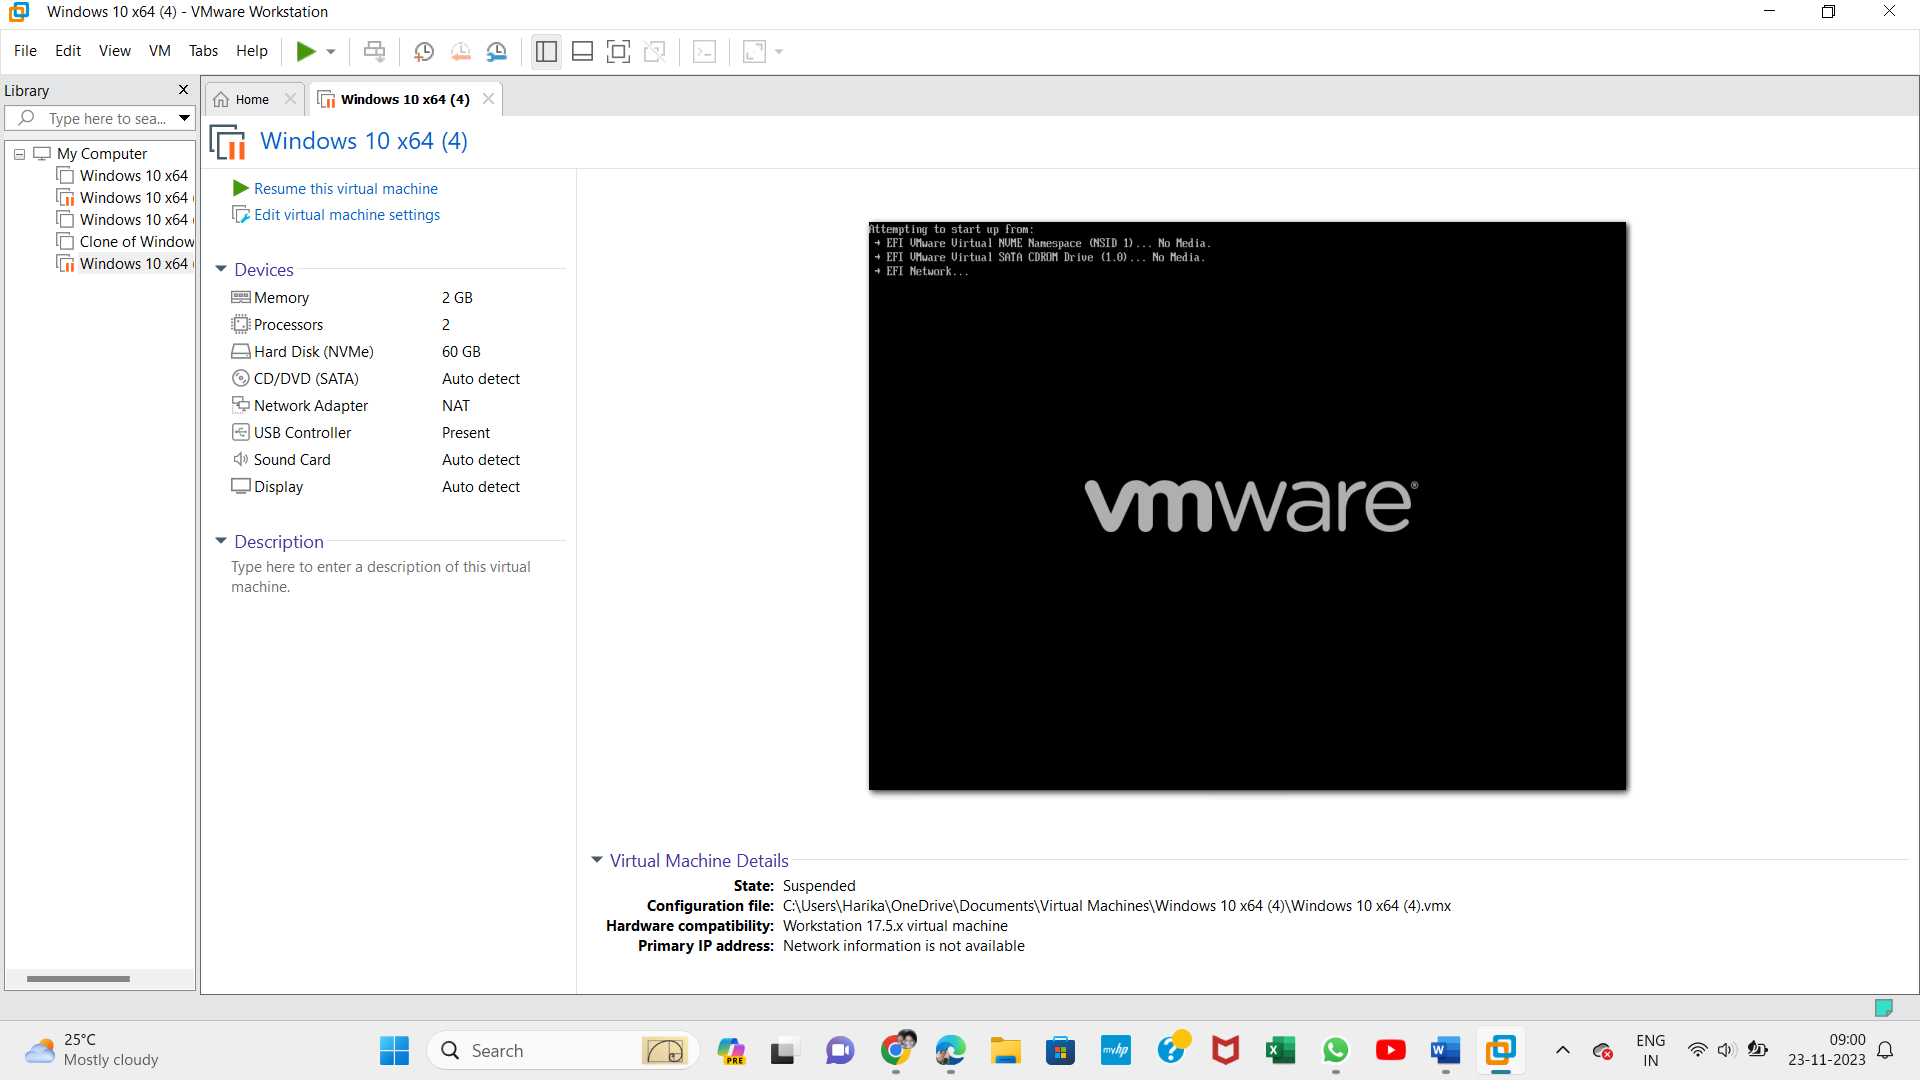 Windows 10 x64 (4) - VMware Workstation
File Edit View VM Tabs Help
Library
Type here to sea...
My Computer
Windows 10 x64
Windows 10 x64
Windows 10 x64
Clone of Window
Windows 10 x64
Home
Windows 10 x64 (4)
Windows 10 x64 (4)
Resume this virtual machine
Edit virtual machine settings
Devices
Memory 2 GB
Processors 2
Hard Disk (NVMe) 60 GB
CD/DVD (SATA) Auto detect
Network Adapter NAT
USB Controller Present
Sound Card Auto detect
Display Auto detect
Description
Type here to enter a description of this virtual
machine.
Attempting to start up from:
→ EFI VMware Virtual NVME Namespace (NSID 1)... No Media.
→ EFI VMware Virtual SATA CDROM Drive (1.0)... No Media.
→ EFI Network...
vmware®
Virtual Machine Details
State: Suspended
Configuration file: C:\Users\Harika\OneDrive\Documents\Virtual Machines\Windows 10 x64 (4)\Windows 10 x64 (4).vmx
Hardware compatibility: Workstation 17.5.x virtual machine
Primary IP address: Network information is not available
25°C
Mostly cloudy
Search
PRE
myhp
ENG
IN
09:00
23-11-2023